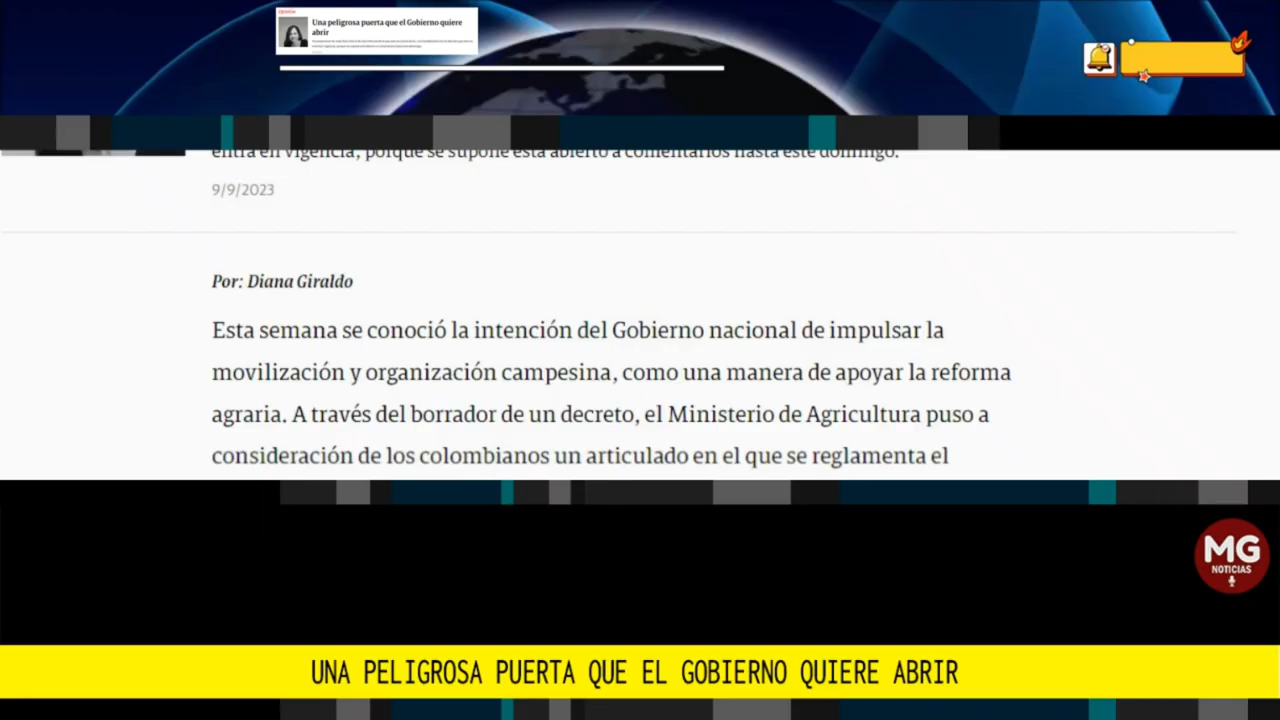 Opinión
Una peligrosa puerta que el Gobierno quiere
abrir
entra en vigencia, porque se supone está abierto a comentarios hasta este domingo.
9/9/2023
Por: Diana Giraldo
Esta semana se conoció la intención del Gobierno nacional de impulsar la
movilización y organización campesina, como una manera de apoyar la reforma
agraria. A través del borrador de un decreto, el Ministerio de Agricultura puso a
consideración de los colombianos un articulado en el que se reglamenta el
MG
NOTICIAS
UNA PELIGROSA PUERTA QUE EL GOBIERNO QUIERE ABRIR